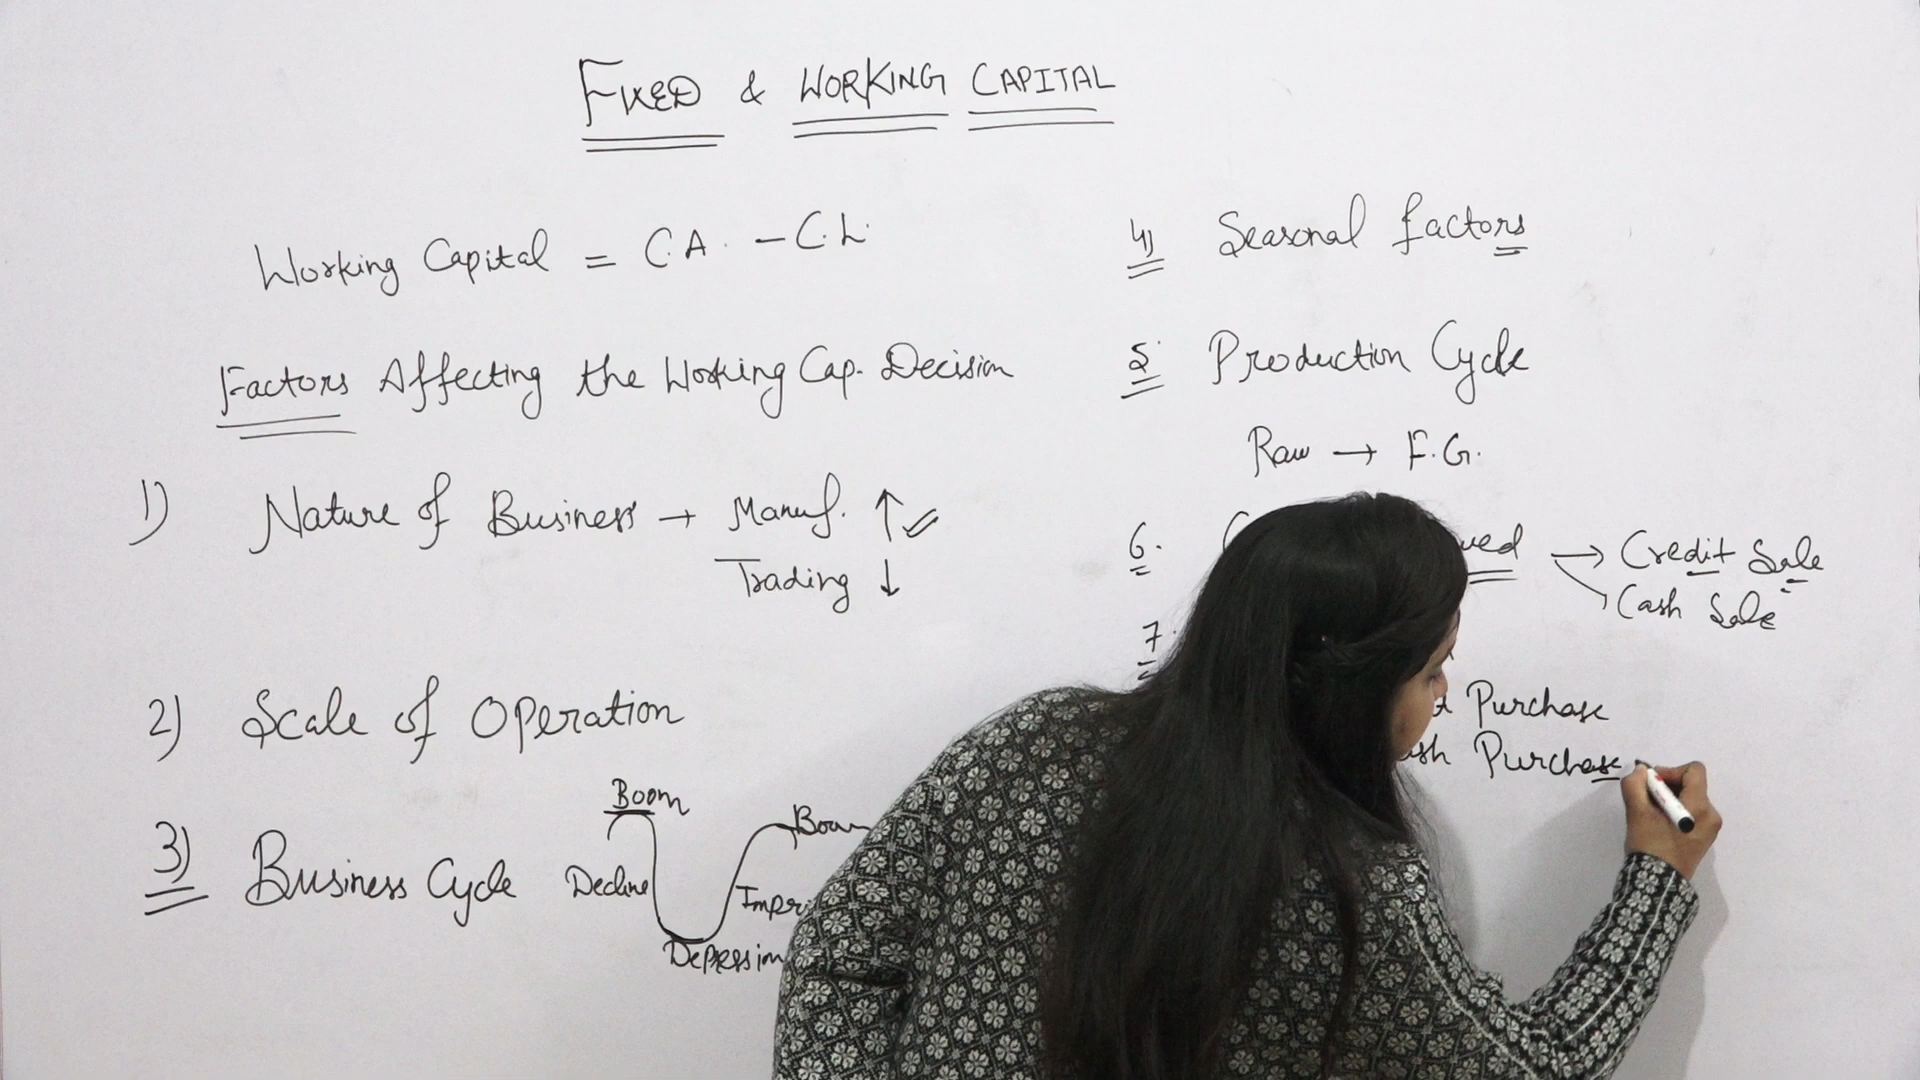 FIXED & WORKING CAPITAL
Working Capital = C.A. - C.L.
Factors Affecting the Working Cap. Decision
1) Nature of Business → Manuf. ↑
Trading ↓
2) Scale of Operation
3) Business Cycle
Boom
Decline
Depression
Boom
4) Seasonal factors
5. Production Cycle
Raw → F.G.
6. → Credit Sale
Cash Sale
7.
Purchase
Purchase